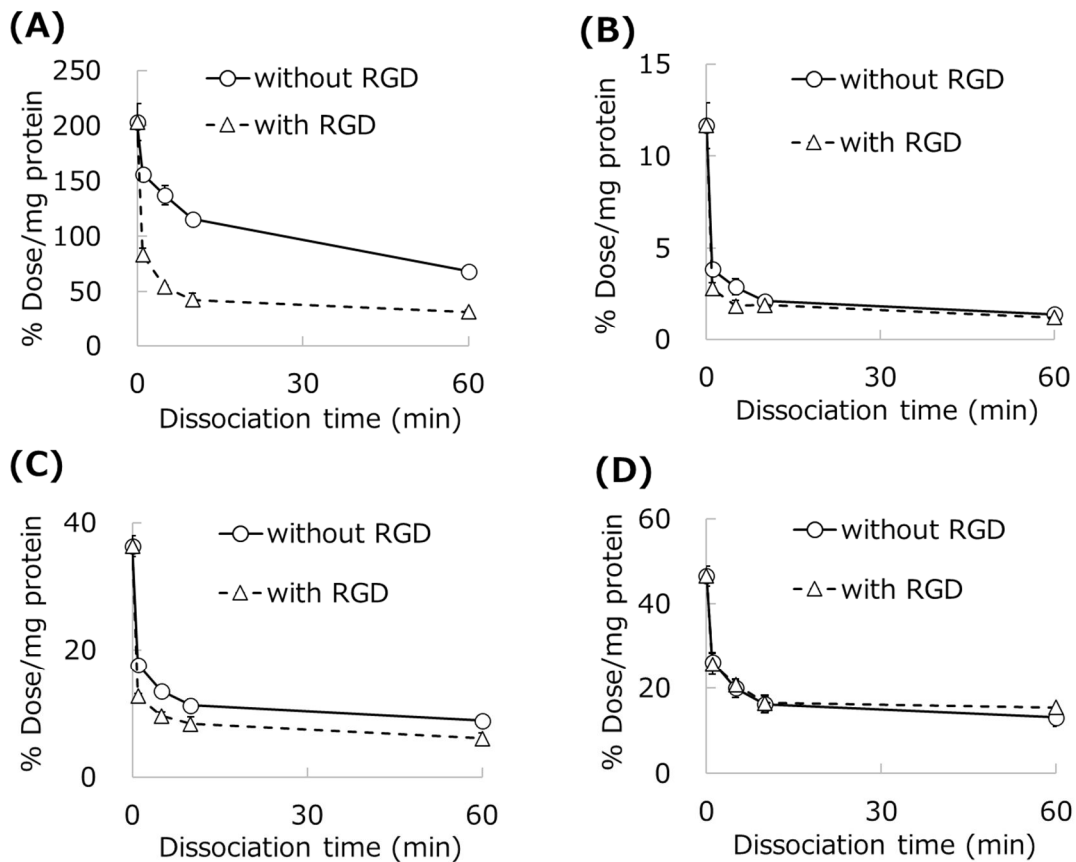 (A)
% Dose/mg protein
250
200
150
100
50
0
without RGD
with RGD
0 30 60
Dissociation time (min)
(B)
% Dose/mg protein
15
10
5
0
without RGD
with RGD
0 30 60
Dissociation time (min)
(C)
% Dose/mg protein
40
20
0
without RGD
with RGD
0 30 60
Dissociation time (min)
(D)
% Dose/mg protein
60
40
20
0
without RGD
with RGD
0 30 60
Dissociation time (min)